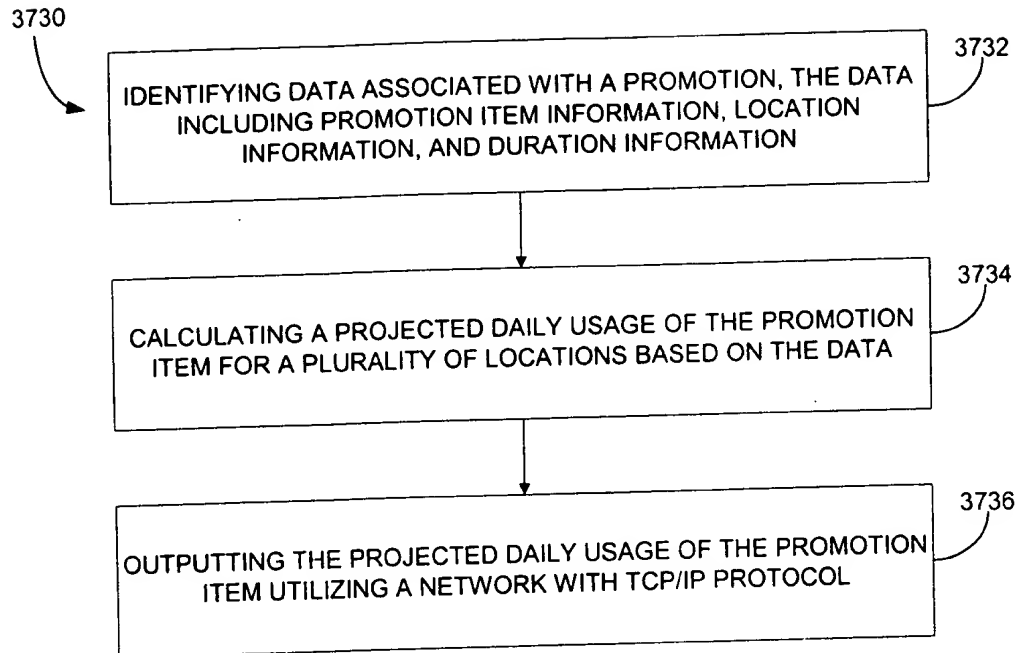 3730
3732
IDENTIFYING DATA ASSOCIATED WITH A PROMOTION, THE DATA
INCLUDING PROMOTION ITEM INFORMATION, LOCATION
INFORMATION, AND DURATION INFORMATION
3734
CALCULATING A PROJECTED DAILY USAGE OF THE PROMOTION
ITEM FOR A PLURALITY OF LOCATIONS BASED ON THE DATA
3736
OUTPUTTING THE PROJECTED DAILY USAGE OF THE PROMOTION
ITEM UTILIZING A NETWORK WITH TCP/IP PROTOCOL